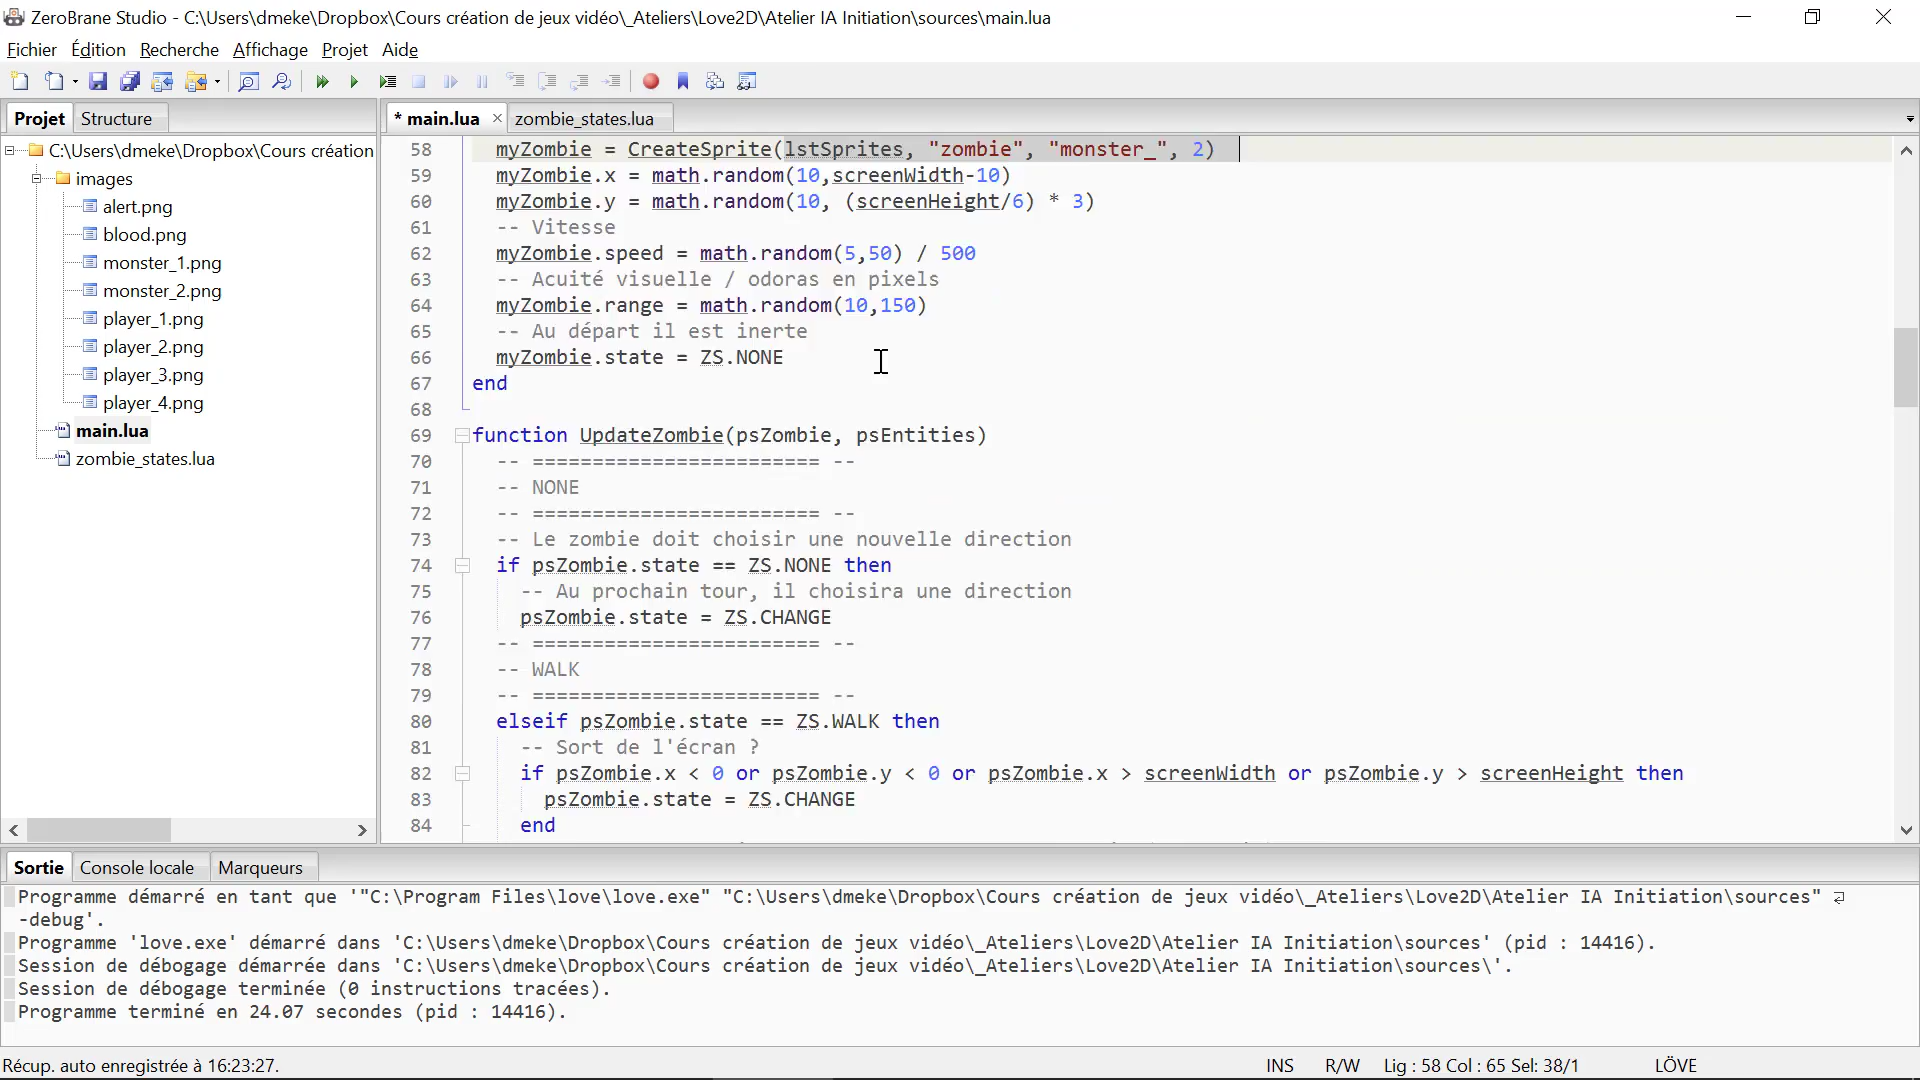 ZeroBrane Studio - C:\Users\dmeke\Dropbox\Cours création de jeux vidéo\_Ateliers\Love2D\Atelier IA Initiation\sources\main.lua
Fichier Édition Recherche Affichage Projet Aide
Projet Structure
C:\Users\dmeke\Dropbox\Cours création
images
alert.png
blood.png
monster_1.png
monster_2.png
player_1.png
player_2.png
player_3.png
player_4.png
main.lua
zombie_states.lua
* main.lua zombie_states.lua
58 myZombie = CreateSprite(lstSprites, "zombie", "monster_", 2)
59 myZombie.x = math.random(10,screenWidth-10)
60 myZombie.y = math.random(10, (screenHeight/6) * 3)
61 -- Vitesse
62 myZombie.speed = math.random(5,50) / 500
63 -- Acuité visuelle / odoras en pixels
64 myZombie.range = math.random(10,150)
65 -- Au départ il est inerte
66 myZombie.state = ZS.NONE
67 end
68
69 function UpdateZombie(psZombie, psEntities)
70 -- ======================== --
71 -- NONE
72 -- ======================== --
73 -- Le zombie doit choisir une nouvelle direction
74 if psZombie.state == ZS.NONE then
75 -- Au prochain tour, il choisira une direction
76 psZombie.state = ZS.CHANGE
77 -- ======================== --
78 -- WALK
79 -- ======================== --
80 elseif psZombie.state == ZS.WALK then
81 -- Sort de l'écran ?
82 if psZombie.x < 0 or psZombie.y < 0 or psZombie.x > screenWidth or psZombie.y > screenHeight then
83 psZombie.state = ZS.CHANGE
84 end
Sortie Console locale Marqueurs
Programme démarré en tant que '"C:\Program Files\love\love.exe" "C:\Users\dmeke\Dropbox\Cours création de jeux vidéo\_Ateliers\Love2D\Atelier IA Initiation\sources"
-debug'.
Programme 'love.exe' démarré dans 'C:\Users\dmeke\Dropbox\Cours création de jeux vidéo\_Ateliers\Love2D\Atelier IA Initiation\sources' (pid : 14416).
Session de débogage démarrée dans 'C:\Users\dmeke\Dropbox\Cours création de jeux vidéo\_Ateliers\Love2D\Atelier IA Initiation\sources\'.
Session de débogage terminée (0 instructions tracées).
Programme terminé en 24.07 secondes (pid : 14416).
Récup. auto enregistrée à 16:23:27. INS R/W Lig : 58 Col : 65 Sel: 38/1 LÖVE